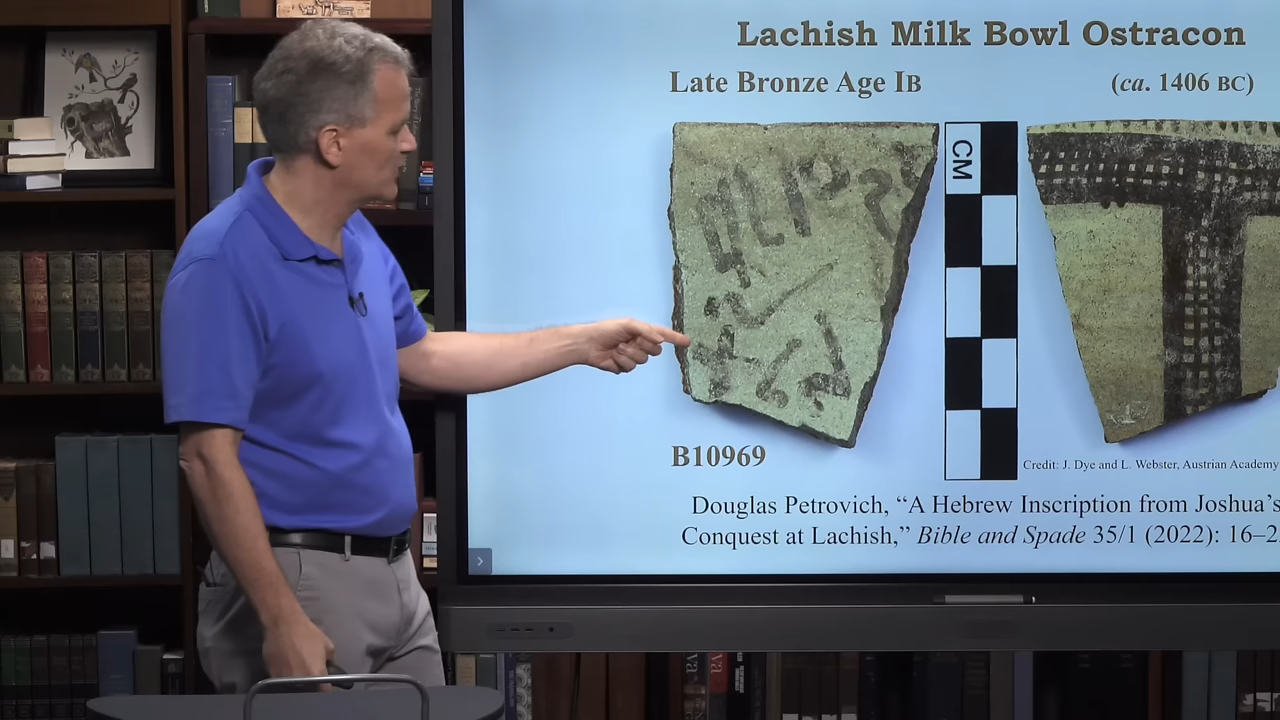 Lachish Milk Bowl Ostracon
Late Bronze Age IB
(ca. 1406 BC)
CM
B10969
Credit: J. Dye and L. Webster, Austrian Academy
Douglas Petrovich, “A Hebrew Inscription from Joshua’s
Conquest at Lachish,” Bible and Spade 35/1 (2022): 16–2